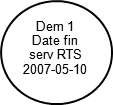 Dem 1
Date fin
serv RTS
2007-05-10